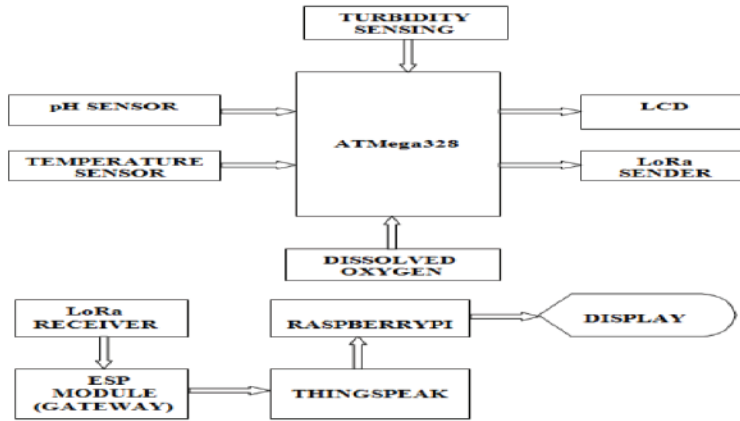 TURBIDITY
SENSING
pH SENSOR
LCD
ATMega328
TEMPERATURE
SENSOR
LoRa
SENDER
DISSOLVED
OXYGEN
LoRa
RECEIVER
RASPBERRYPI
DISPLAY
ESP
MODULE
(GATEWAY)
THINGSPEAK